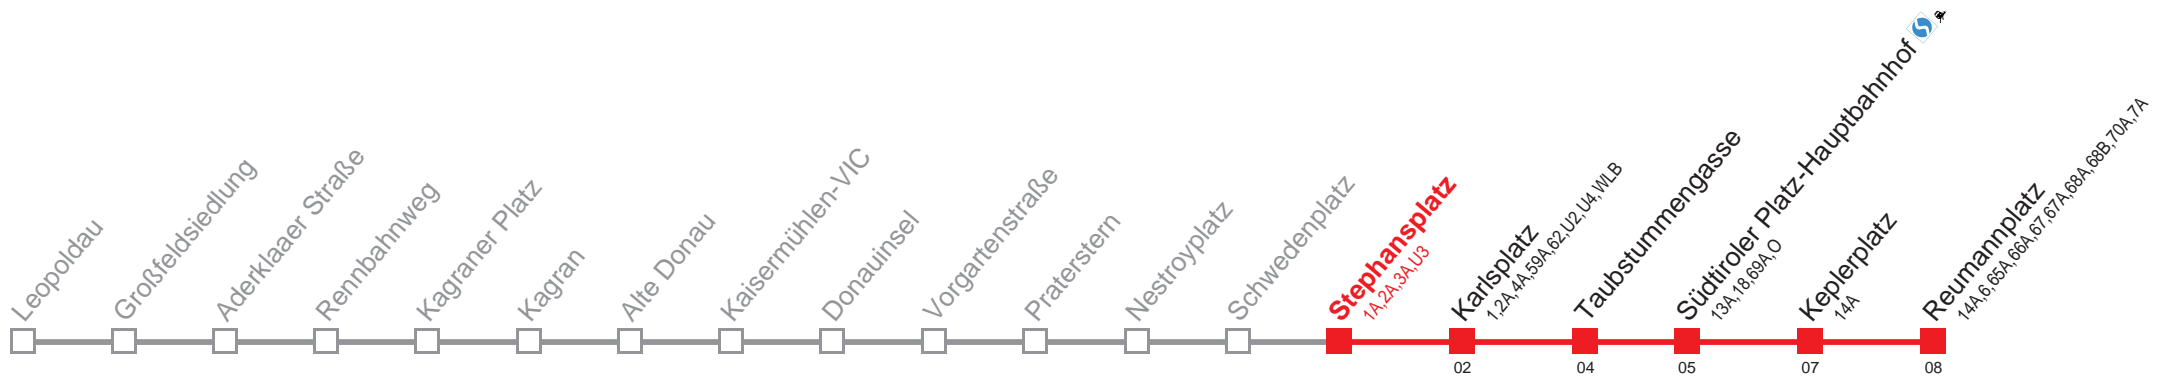 Leopoldau
Großfeldsiedlung
Aderklaaer Straße
Rennbahnweg
Kagraner Platz
Kagran
Alte Donau
Kaisermühlen-VIC
Donauinsel
Vorgartenstraße
Praterstern
Nestroyplatz
Schwedenplatz
Stephansplatz
1A,2A,3A,U3
Karlsplatz
1,2A,4A,59A,62,U2,U4,WLB
Taubstummengasse
Südtiroler Platz-Hauptbahnhof
13A,18,69A,O
Keplerplatz
14A
Reumannplatz
14A,6,65A,66A,67,67A,68A,68B,70A,7A
02
04
05
07
08